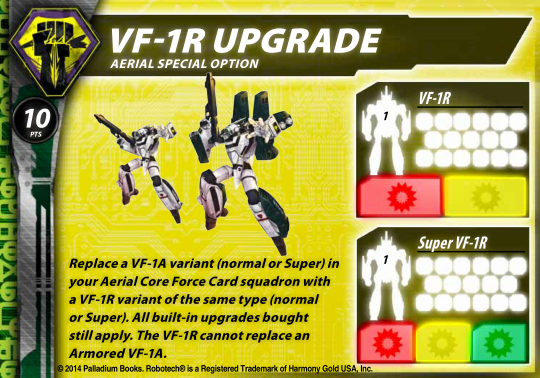 VF-1R UPGRADE
AERIAL SPECIAL OPTION
10
PTS
VF-1R
1
Super VF-1R
1
Replace a VF-1A variant (normal or Super) in
your Aerial Core Force Card squadron with
a VF-1R variant of the same type (normal
or Super). All built-in upgrades bought
still apply. The VF-1R cannot replace an
Armored VF-1A.
© 2014 Palladium Books. Robotech® is a Registered Trademark of Harmony Gold USA, Inc.